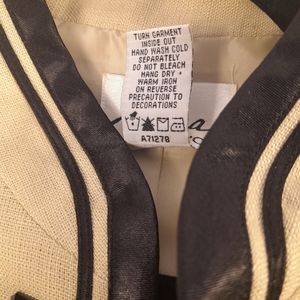 TURN GARMENT
INSIDE OUT
HAND WASH COLD
SEPARATELY
DO NOT BLEACH
HANG DRY +
WARM IRON
ON REVERSE
PRECAUTION TO
DECORATIONS
A71278